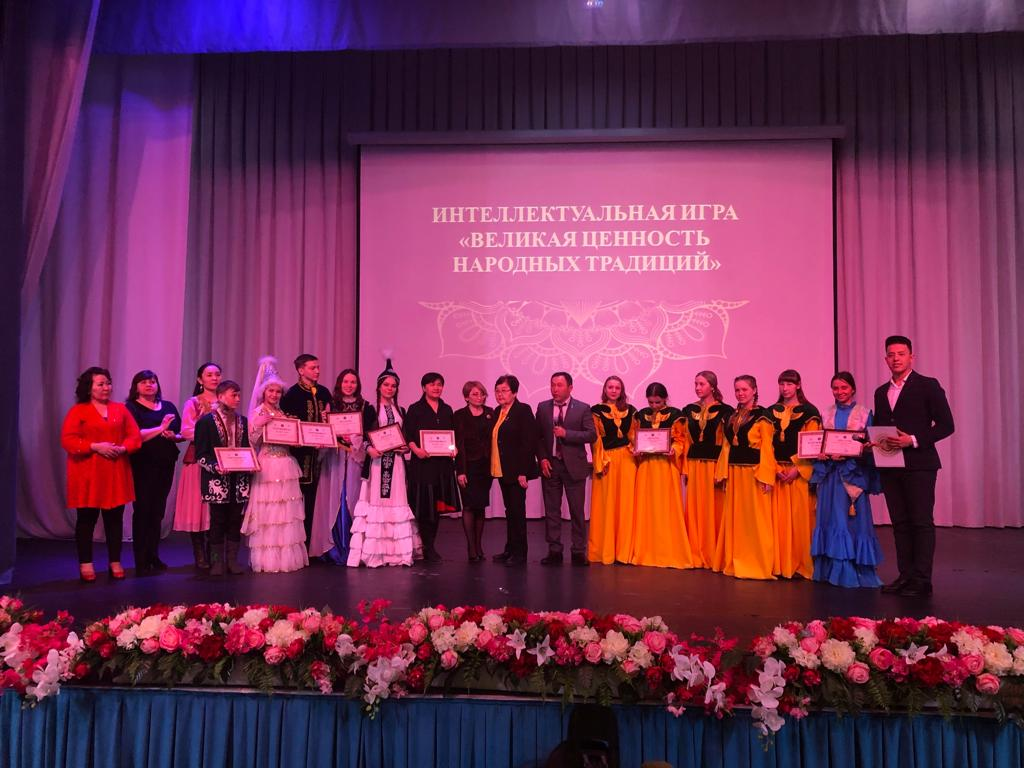 ИНТЕЛЛЕКТУАЛЬНАЯ ИГРА
«ВЕЛИКАЯ ЦЕННОСТЬ
НАРОДНЫХ ТРАДИЦИЙ»